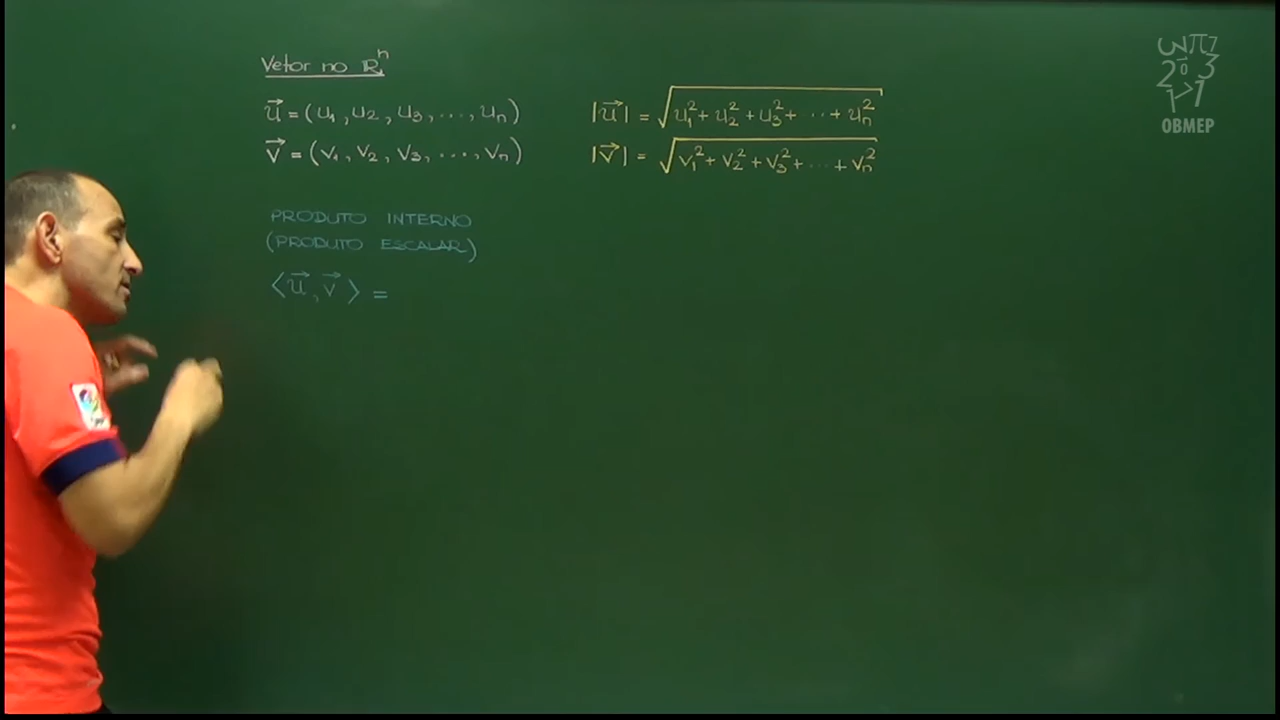 Vetor no ℝⁿ
u⃗ = (u₁, u₂, u₃, ..., uₙ)
|u⃗| = √(u₁² + u₂² + u₃² + ... + uₙ²)
v⃗ = (v₁, v₂, v₃, ..., vₙ)
|v⃗| = √(v₁² + v₂² + v₃² + ... + vₙ²)
PRODUTO INTERNO
(PRODUTO ESCALAR)
⟨u⃗, v⃗⟩ =
OBMEP